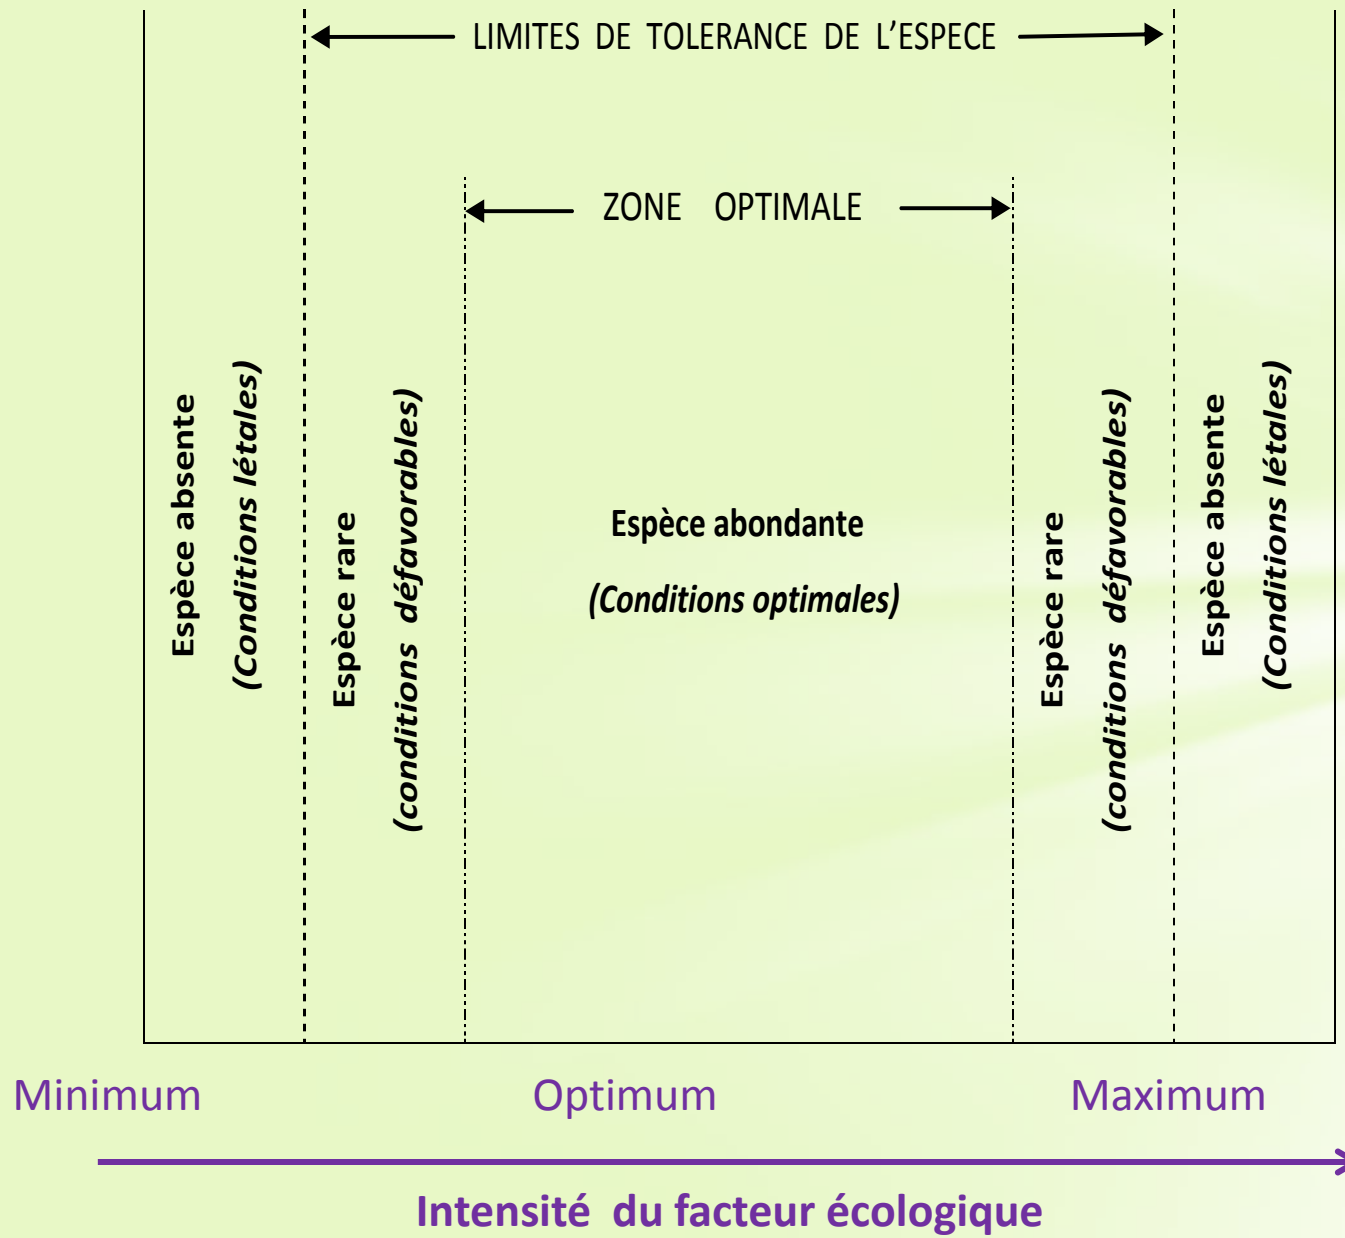 LIMITES DE TOLERANCE DE L’ESPECE
ZONE OPTIMALE
Espèce absente
(Conditions létales)
Espèce rare
(conditions défavorables)
Espèce abondante
(Conditions optimales)
Espèce rare
(conditions défavorables)
Espèce absente
(Conditions létales)
Minimum
Optimum
Maximum
Intensité du facteur écologique